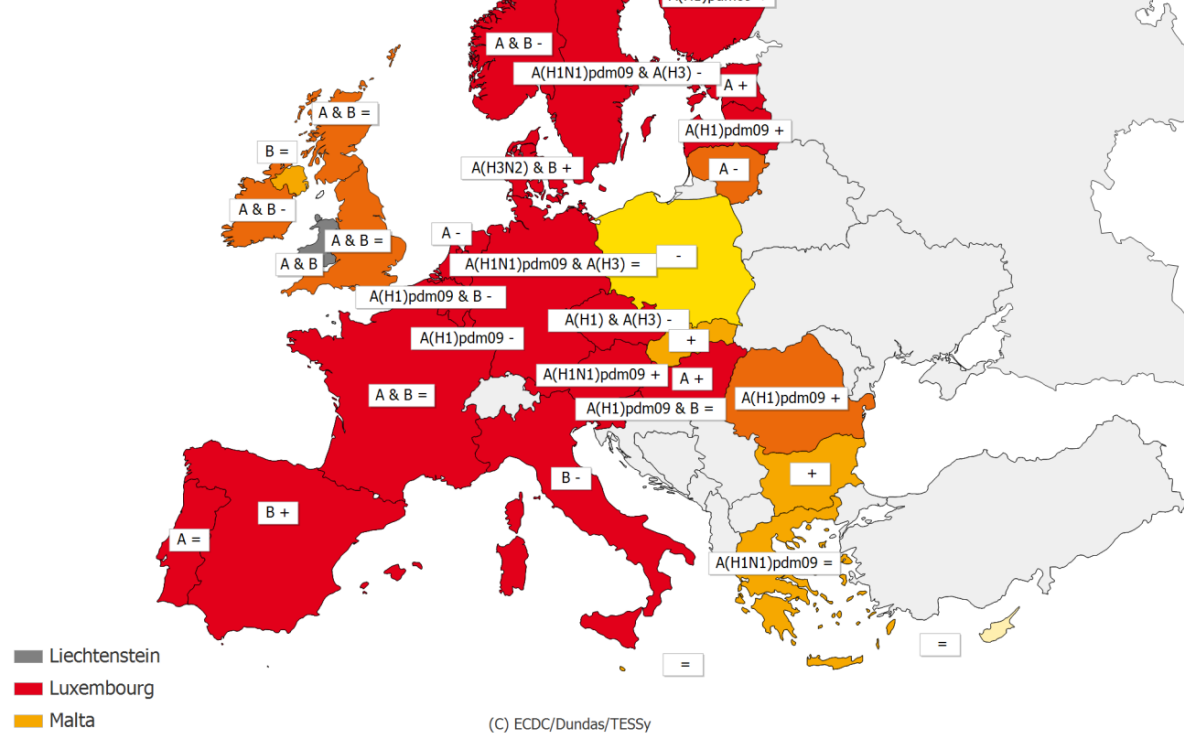 A & B -
A(H1N1)pdm09 & A(H3) -
A +
A & B =
A(H1)pdm09 +
B =
A(H3N2) & B +
A -
A & B -
A -
A & B =
A & B
A(H1N1)pdm09 & A(H3) =
-
A(H1)pdm09 & B -
A(H1) & A(H3) -
A(H1)pdm09 -
+
A(H1N1)pdm09 +
A +
A & B =
A(H1)pdm09 & B =
A(H1)pdm09 +
B -
+
B +
A =
A(H1N1)pdm09 =
=
=
Liechtenstein
Luxembourg
Malta
(C) ECDC/Dundas/TESSy